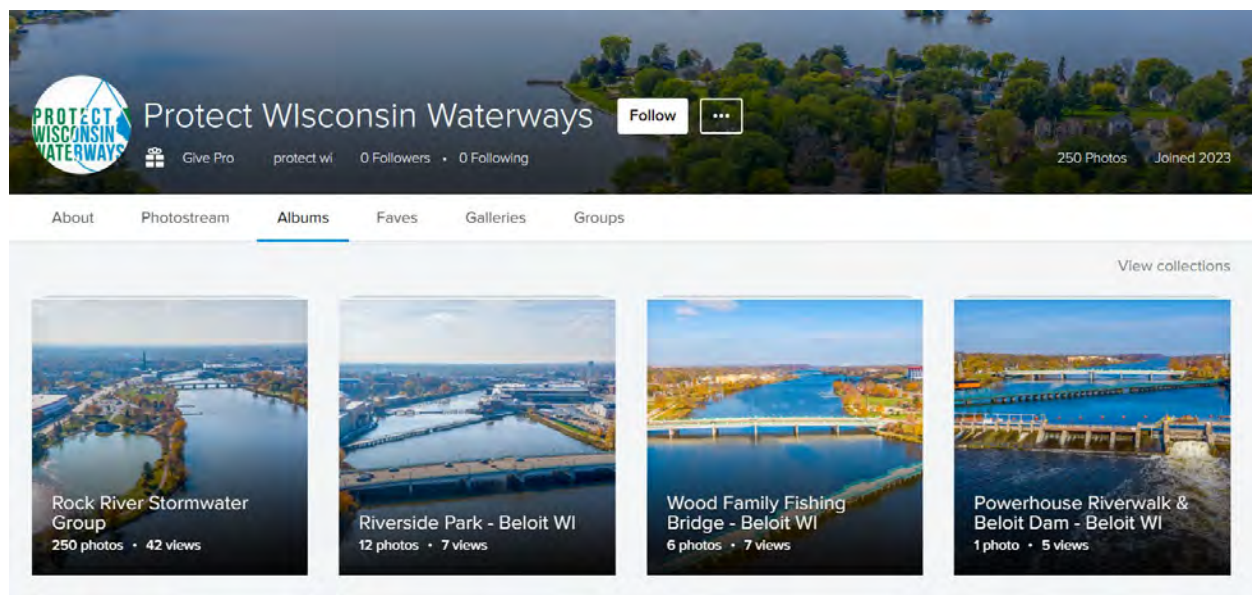 PROTECT
WISCONSIN
WATERWAYS
Protect WIsconsin Waterways
Follow
...
Give Pro protect wi 0 Followers • 0 Following
250 Photos Joined 2023
About Photostream Albums Faves Galleries Groups
View collections
Rock River Stormwater
Group
250 photos • 42 views
Riverside Park - Beloit WI
12 photos • 7 views
Wood Family Fishing
Bridge - Beloit WI
6 photos • 7 views
Powerhouse Riverwalk &
Beloit Dam - Beloit WI
1 photo • 5 views